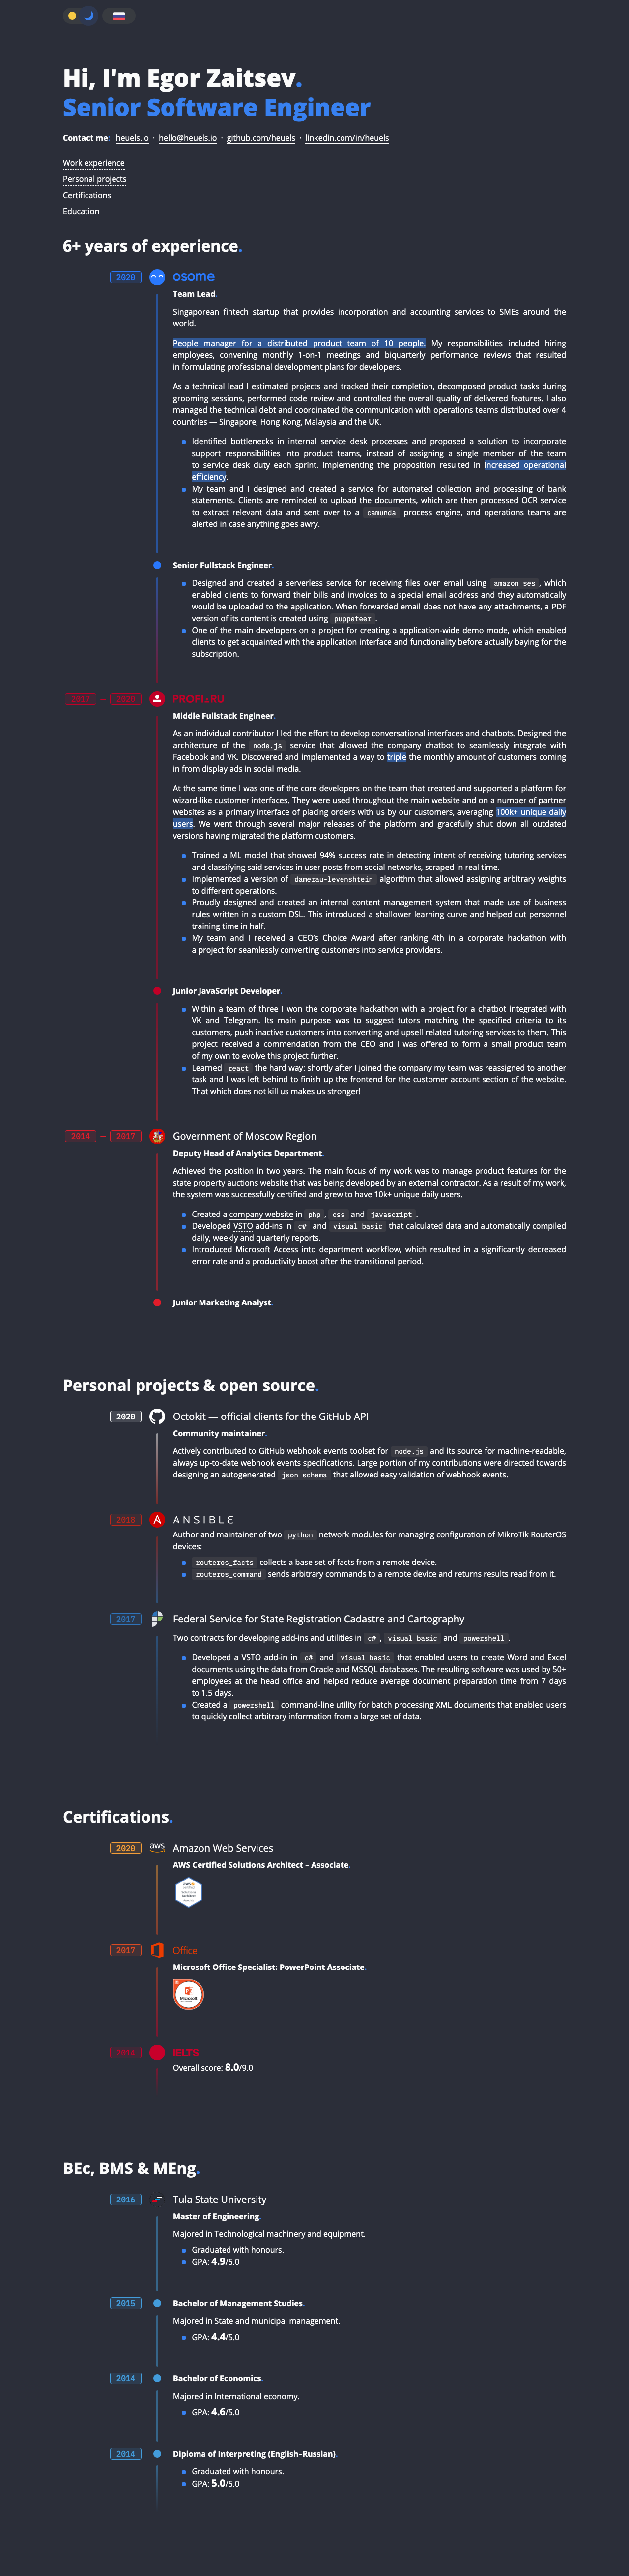 Hi, I'm Egor Zaitsev.
Senior Software Engineer
Contact me: heuels.io · hello@heuels.io · github.com/heuels · linkedin.com/in/heuels
Work experience
Personal projects
Certifications
Education
6+ years of experience.
2020 osome
Team Lead.
Singaporean fintech startup that provides incorporation and accounting services to SMEs around the
world.
People manager for a distributed product team of 10 people. My responsibilities included hiring
employees, convening monthly 1-on-1 meetings and biquarterly performance reviews that resulted
in formulating professional development plans for developers.
As a technical lead I estimated projects and tracked their completion, decomposed product tasks during
grooming sessions, performed code review and controlled the overall quality of delivered features. I also
managed the technical debt and coordinated the communication with operations teams distributed over 4
countries — Singapore, Hong Kong, Malaysia and the UK.
Identified bottlenecks in internal service desk processes and proposed a solution to incorporate
support responsibilities into product teams, instead of assigning a single member of the team
to service desk duty each sprint. Implementing the proposition resulted in increased operational
efficiency.
My team and I designed and created a service for automated collection and processing of bank
statements. Clients are reminded to upload the documents, which are then processed OCR service
to extract relevant data and sent over to a camunda process engine, and operations teams are
alerted in case anything goes awry.
Senior Fullstack Engineer.
Designed and created a serverless service for receiving files over email using amazon ses, which
enabled clients to forward their bills and invoices to a special email address and they automatically
would be uploaded to the application. When forwarded email does not have any attachments, a PDF
version of its content is created using puppeteer.
One of the main developers on a project for creating a application-wide demo mode, which enabled
clients to get acquainted with the application interface and functionality before actually baying for the
subscription.
2017 — 2020 PROFI.RU
Middle Fullstack Engineer.
As an individual contributor I led the effort to develop conversational interfaces and chatbots. Designed the
architecture of the node.js service that allowed the company chatbot to seamlessly integrate with
Facebook and VK. Discovered and implemented a way to triple the monthly amount of customers coming
in from display ads in social media.
At the same time I was one of the core developers on the team that created and supported a platform for
wizard-like customer interfaces. They were used throughout the main website and on a number of partner
websites as a primary interface of placing orders with us by our customers, averaging 100k+ unique daily
users. We went through several major releases of the platform and gracefully shut down all outdated
versions having migrated the platform customers.
Trained a ML model that showed 94% success rate in detecting intent of receiving tutoring services
and classifying said services in user posts from social networks, scraped in real time.
Implemented a version of damerau-levenshtein algorithm that allowed assigning arbitrary weights
to different operations.
Proudly designed and created an internal content management system that made use of business
rules written in a custom DSL. This introduced a shallower learning curve and helped cut personnel
training time in half.
My team and I received a CEO's Choice Award after ranking 4th in a corporate hackathon with
a project for seamlessly converting customers into service providers.
Junior JavaScript Developer.
Within a team of three I won the corporate hackathon with a project for a chatbot integrated with
VK and Telegram. Its main purpose was to suggest tutors matching the specified criteria to its
customers, push inactive customers into converting and upsell related tutoring services to them. This
project received a commendation from the CEO and I was offered to form a small product team
of my own to evolve this project further.
Learned react the hard way: shortly after I joined the company my team was reassigned to another
task and I was left behind to finish up the frontend for the customer account section of the website.
That which does not kill us makes us stronger!
2014 — 2017 Government of Moscow Region
Deputy Head of Analytics Department.
Achieved the position in two years. The main focus of my work was to manage product features for the
state property auctions website that was being developed by an external contractor. As a result of my work,
the system was successfully certified and grew to have 10k+ unique daily users.
Created a company website in php, css and javascript.
Developed VSTO add-ins in c# and visual basic that calculated data and automatically compiled
daily, weekly and quarterly reports.
Introduced Microsoft Access into department workflow, which resulted in a significantly decreased
error rate and a productivity boost after the transitional period.
Junior Marketing Analyst.
Personal projects & open source.
2020 Octokit — official clients for the GitHub API
Community maintainer.
Actively contributed to GitHub webhook events toolset for node.js and its source for machine-readable,
always up-to-date webhook events specifications. Large portion of my contributions were directed towards
designing an autogenerated json schema that allowed easy validation of webhook events.
2018 ANSIBLE
Author and maintainer of two python network modules for managing configuration of MikroTik RouterOS
devices:
routeros_facts collects a base set of facts from a remote device.
routeros_command sends arbitrary commands to a remote device and returns results read from it.
2017 Federal Service for State Registration Cadastre and Cartography
Two contracts for developing add-ins and utilities in c#, visual basic and powershell.
Developed a VSTO add-in in c# and visual basic that enabled users to create Word and Excel
documents using the data from Oracle and MSSQL databases. The resulting software was used by 50+
employees at the head office and helped reduce average document preparation time from 7 days
to 1.5 days.
Created a powershell command-line utility for batch processing XML documents that enabled users
to quickly collect arbitrary information from a large set of data.
Certifications.
2020 aws Amazon Web Services
AWS Certified Solutions Architect – Associate.
2017 Office
Microsoft Office Specialist: PowerPoint Associate.
Microsoft
2014 IELTS
Overall score: 8.0/9.0
BEc, BMS & MEng.
2016 Tula State University
Master of Engineering.
Majored in Technological machinery and equipment.
Graduated with honours.
GPA: 4.9/5.0
2015 Bachelor of Management Studies.
Majored in State and municipal management.
GPA: 4.4/5.0
2014 Bachelor of Economics.
Majored in International economy.
GPA: 4.6/5.0
2014 Diploma of Interpreting (English–Russian).
Graduated with honours.
GPA: 5.0/5.0